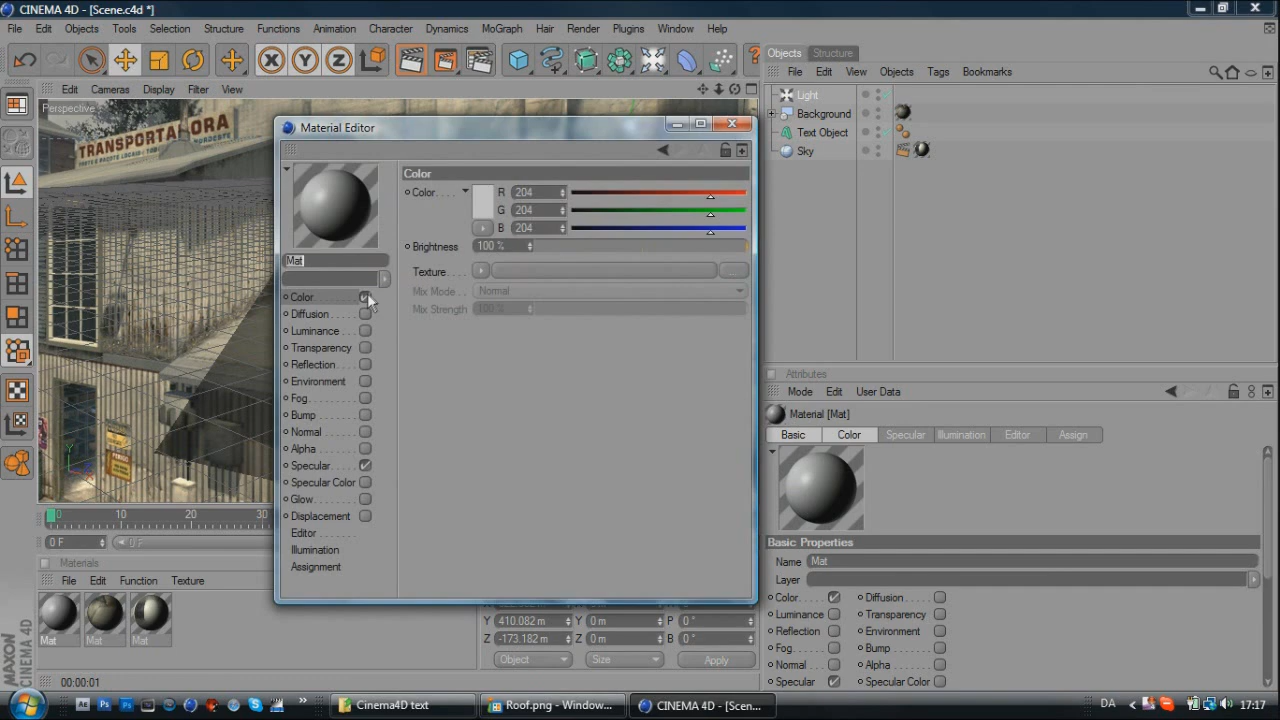 CINEMA 4D - [Scene.c4d *]
File Edit Objects Tools Selection Structure Functions Animation Character Dynamics MoGraph Hair Render Plugins Window Help
Objects Structure
File Edit View Objects Tags Bookmarks
Edit Cameras Display Filter View
Perspective
Light
Background
Text Object
Sky
Material Editor
Color
Color
R 204
G 204
B 204
Brightness 100 %
Texture
Mix Mode Normal
Mix Strength 100 %
Mat
Color
Diffusion
Luminance
Transparency
Reflection
Environment
Fog
Bump
Normal
Alpha
Specular
Specular Color
Glow
Displacement
Editor
Illumination
Assignment
Attributes
Mode Edit User Data
Material [Mat]
Basic Color Specular Illumination Editor Assign
Basic Properties
Name Mat
Layer
Color Diffusion
Luminance Transparency
Reflection Environment
Fog Bump
Normal Alpha
Specular Specular Color
0 10 20 30
0 F 0 F
Materials
File Edit Function Texture
Mat Mat Mat
Y 410.082 m Y 0 m P 0 °
Z -173.182 m Z 0 m B 0 °
Object Size Apply
MAXON
CINEMA 4D
00:00:01
Cinema4D text
Roof.png - Window...
CINEMA 4D - [Scen...
DA
17:17